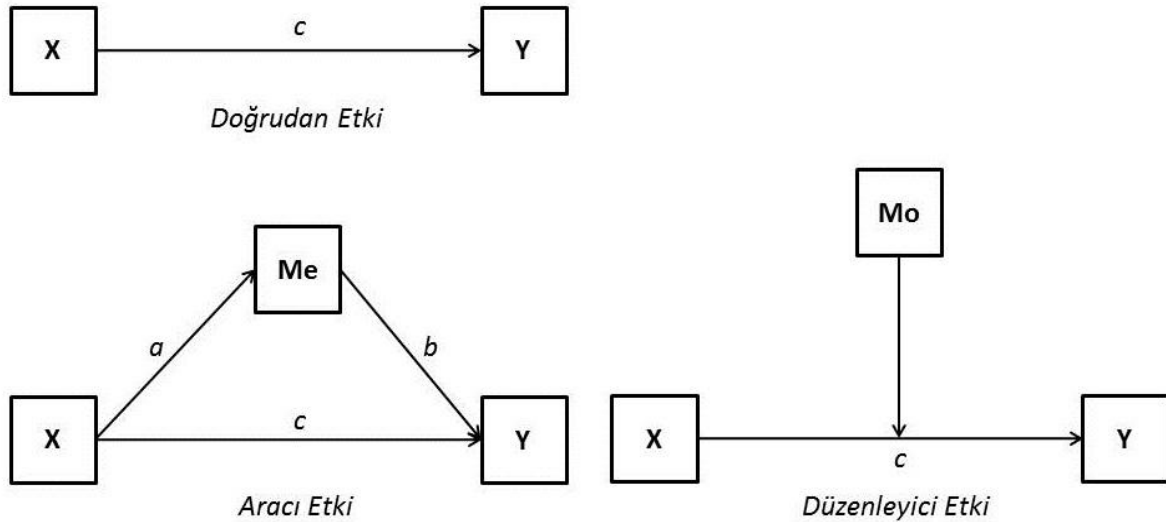 X
c
Y
Doğrudan Etki
Me
a
b
X
c
Y
Aracı Etki
Mo
X
c
Y
Düzenleyici Etki